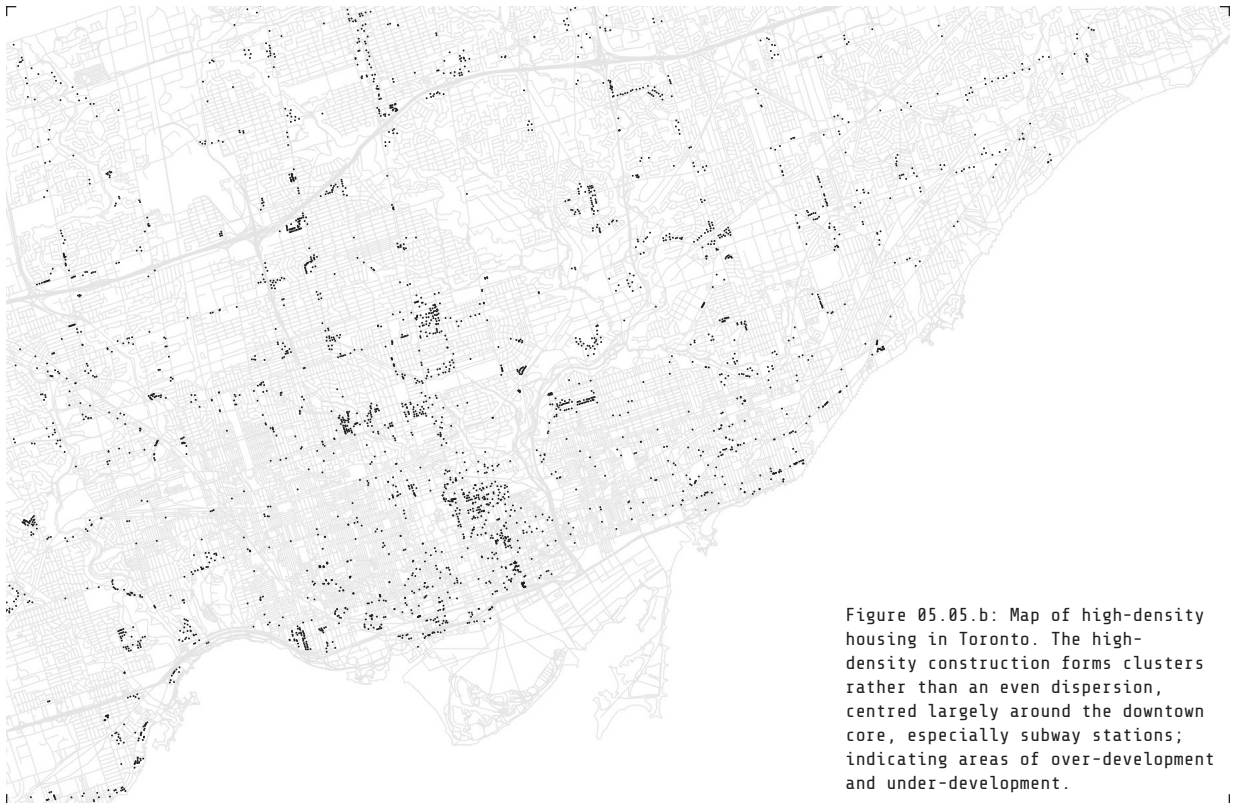 Figure 05.05.b: Map of high-density
housing in Toronto. The high-
density construction forms clusters
rather than an even dispersion,
centred largely around the downtown
core, especially subway stations;
indicating areas of over-development
and under-development.